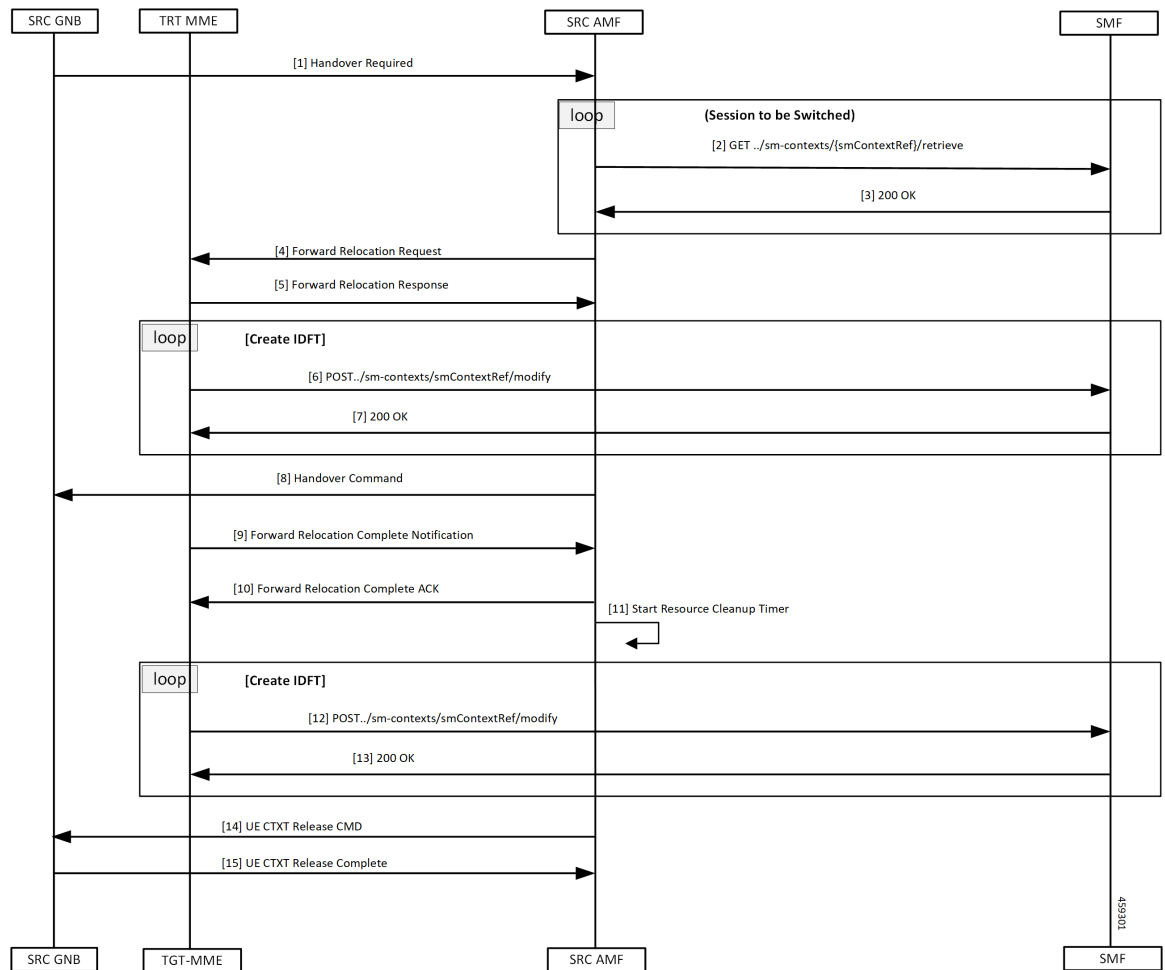 SRC GNB
TRT MME
SRC AMF
SMF
[1] Handover Required
loop
(Session to be Switched)
[2] GET ../sm-contexts/{smContextRef}/retrieve
[3] 200 OK
[4] Forward Relocation Request
[5] Forward Relocation Response
loop
[Create IDFT]
[6] POST../sm-contexts/smContextRef/modify
[7] 200 OK
[8] Handover Command
[9] Forward Relocation Complete Notification
[10] Forward Relocation Complete ACK
[11] Start Resource Cleanup Timer
loop
[Create IDFT]
[12] POST../sm-contexts/smContextRef/modify
[13] 200 OK
[14] UE CTXT Release CMD
[15] UE CTXT Release Complete
459301
SRC GNB
TGT-MME
SRC AMF
SMF